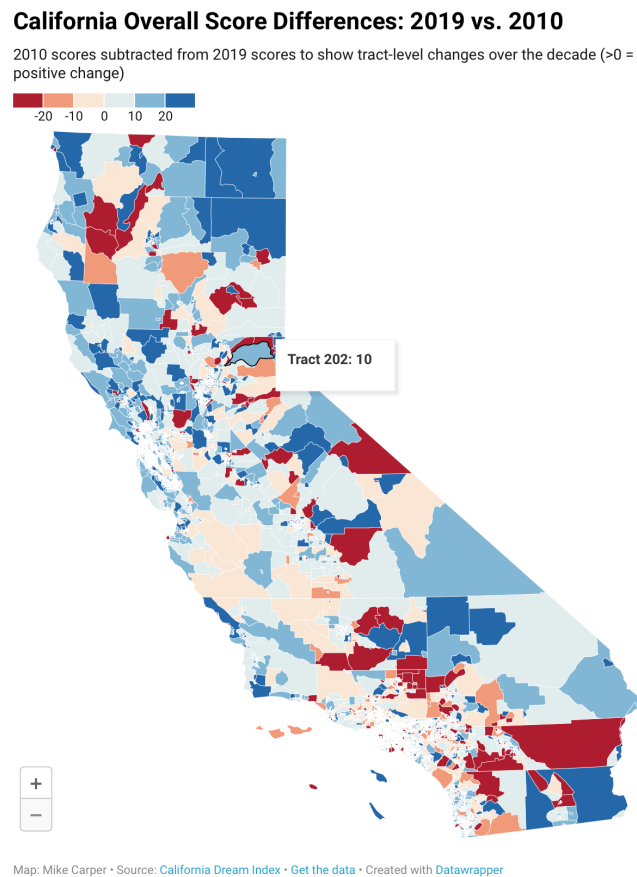 California Overall Score Differences: 2019 vs. 2010
2010 scores subtracted from 2019 scores to show tract-level changes over the decade (>0 =
positive change)
-20 -10 0 10 20
Tract 202: 10
+
−
Map: Mike Carper • Source: California Dream Index • Get the data • Created with Datawrapper